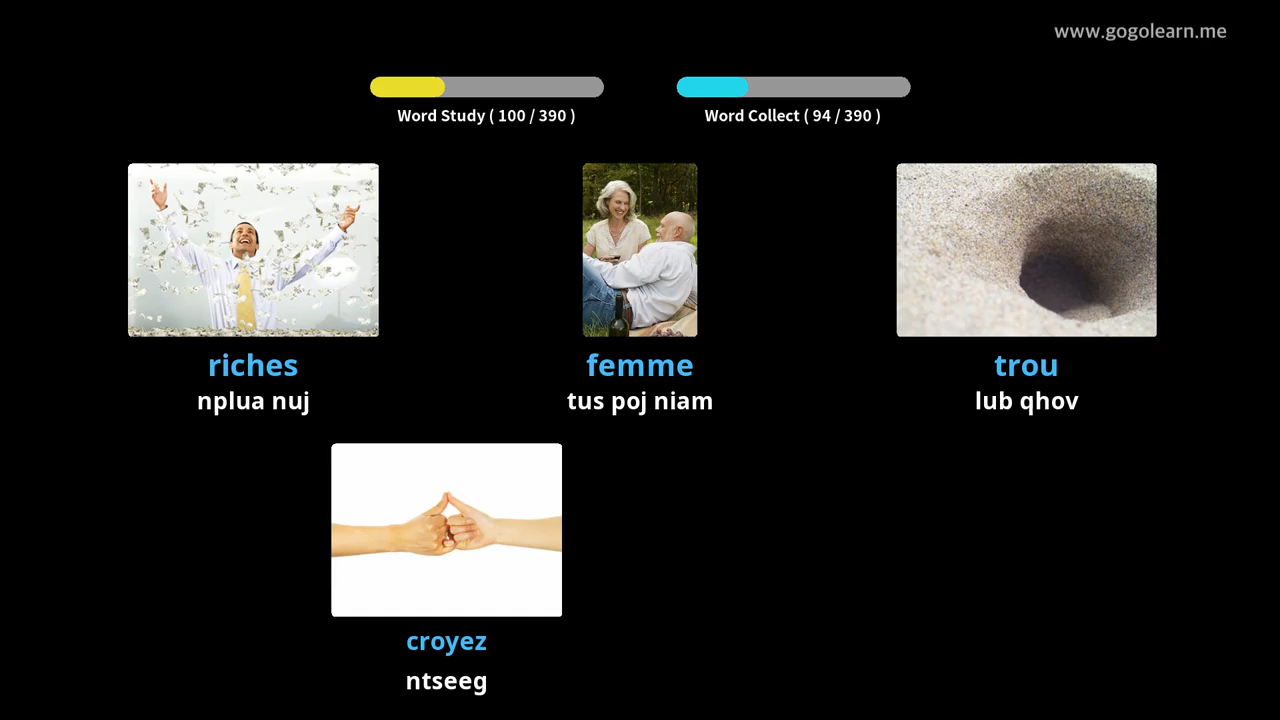 www.gogolearn.me
Word Study ( 100 / 390 )
Word Collect ( 94 / 390 )
riches
nplua nuj
femme
tus poj niam
trou
lub qhov
croyez
ntseeg